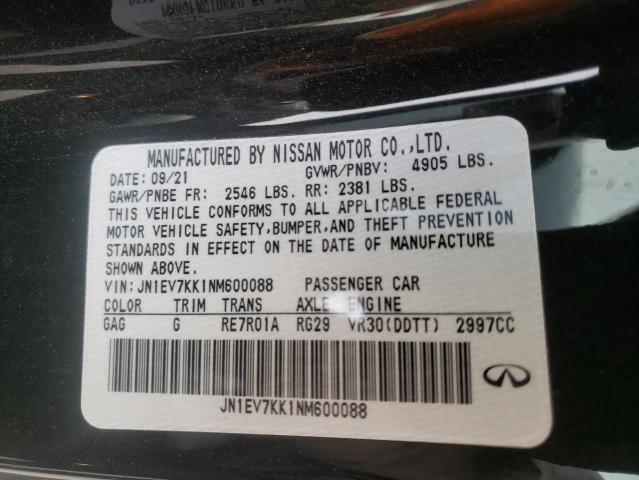 MANUFACTURED BY NISSAN MOTOR CO.,LTD.
DATE: 09/21 GVWR/PNBV: 4905 LBS.
GAWR/PNBE FR: 2546 LBS. RR: 2381 LBS.
THIS VEHICLE CONFORMS TO ALL APPLICABLE FEDERAL
MOTOR VEHICLE SAFETY,BUMPER,AND THEFT PREVENTION
STANDARDS IN EFFECT ON THE DATE OF MANUFACTURE
SHOWN ABOVE.
VIN: JN1EV7KK1NM600088 PASSENGER CAR
COLOR TRIM TRANS AXLE ENGINE
GAG G RE7R01A RG29 VR30(DDTT) 2997CC
JN1EV7KK1NM600088